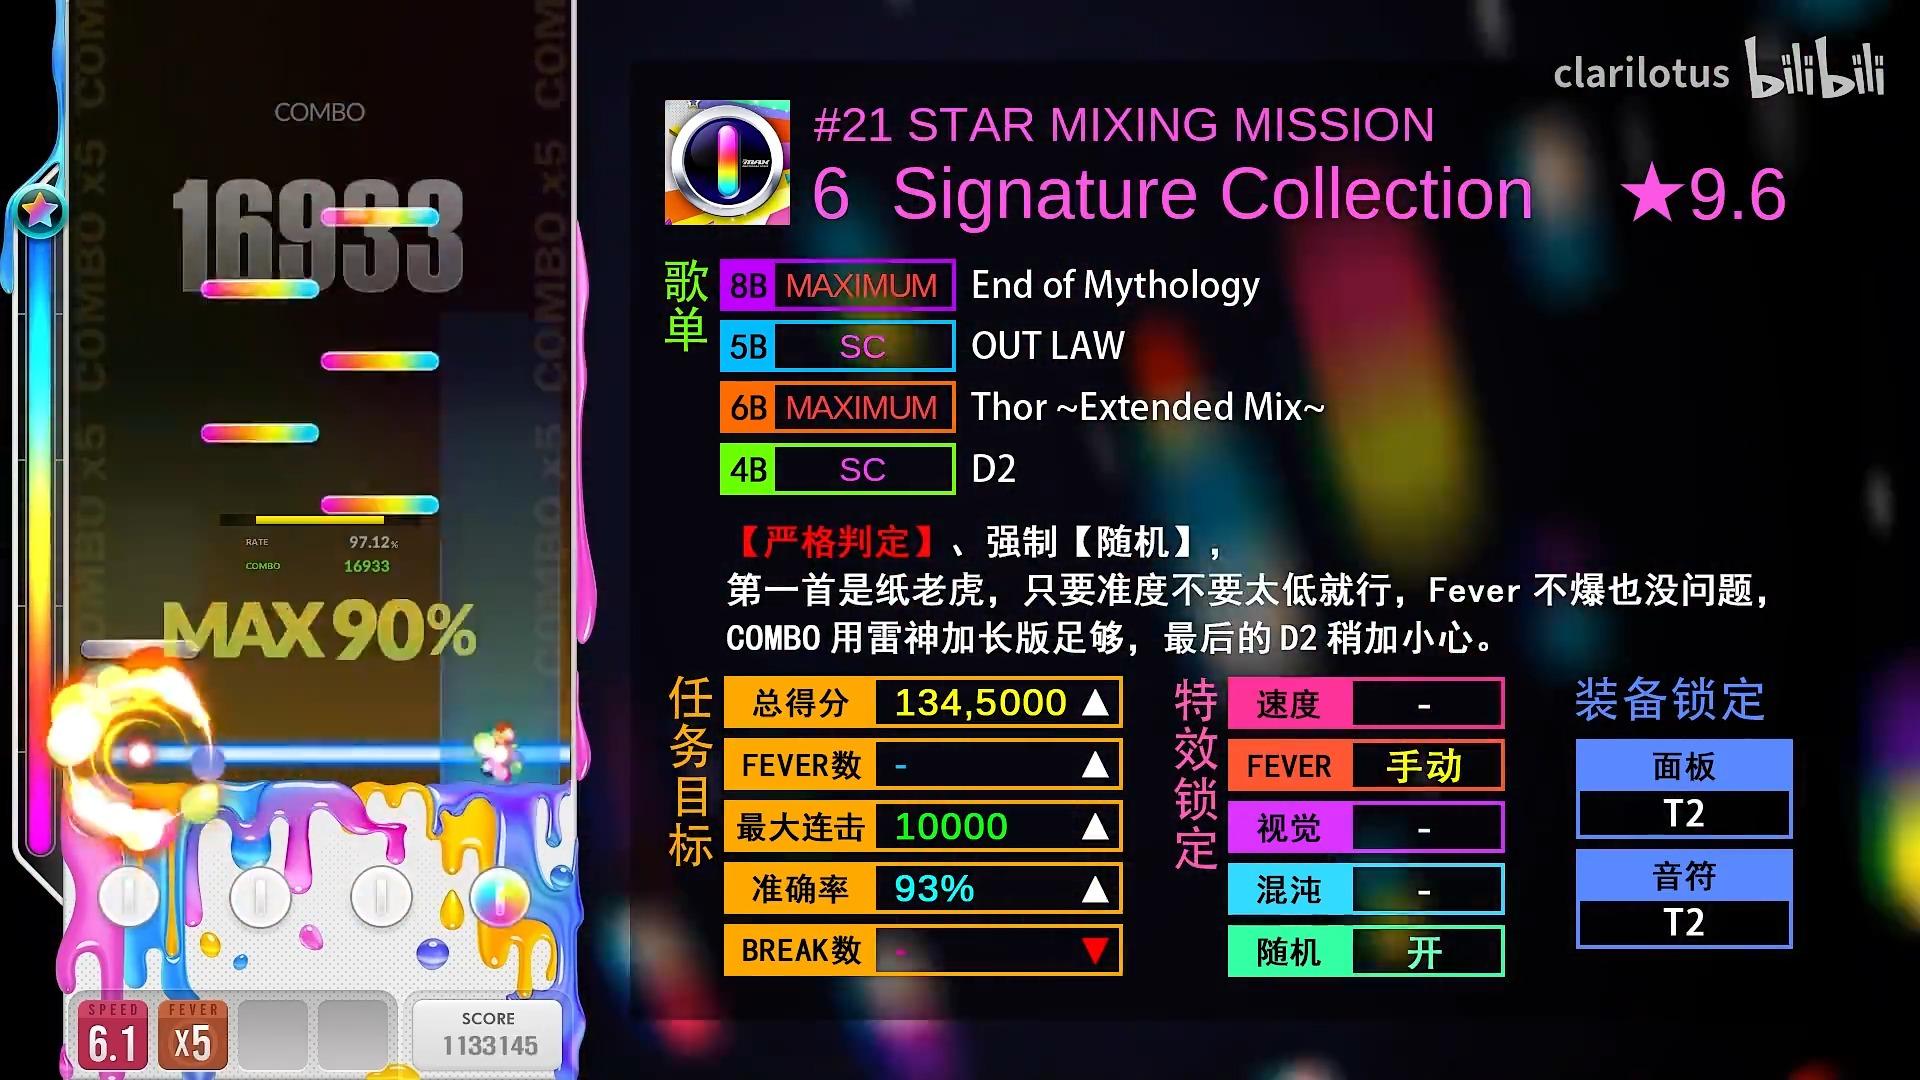 clarilotus bilibili
COMBO
16933
RATE 97.12%
COMBO 16933
MAX 90%
COMBO x5
SPEED 6.1
FEVER x5
SCORE
1133145
#21 STAR MIXING MISSION
6 Signature Collection ★9.6
歌单
8B MAXIMUM End of Mythology
5B SC OUT LAW
6B MAXIMUM Thor ~Extended Mix~
4B SC D2
【严格判定】、强制【随机】,
第一首是纸老虎，只要准度不要太低就行，Fever 不爆也没问题，
COMBO 用雷神加长版足够，最后的 D2 稍加小心。
任务目标
总得分 134,5000 ▲
FEVER数 - ▲
最大连击 10000 ▲
准确率 93% ▲
BREAK数 - ▼
特效锁定
速度 -
FEVER 手动
视觉 -
混沌 -
随机 开
装备锁定
面板
T2
音符
T2